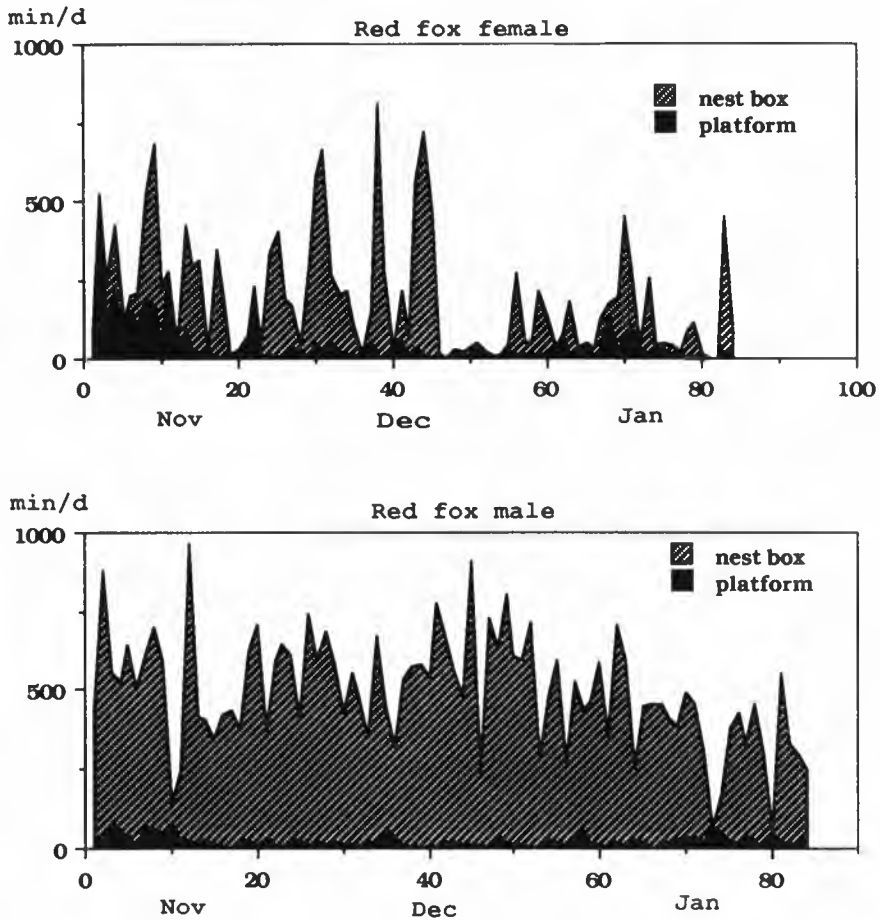 min/d
Red fox female
1000
500
0
nest box
platform
0 20 40 60 80 100
Nov Dec Jan
min/d
Red fox male
1000
500
0
nest box
platform
0 20 40 60 80
Nov Dec Jan